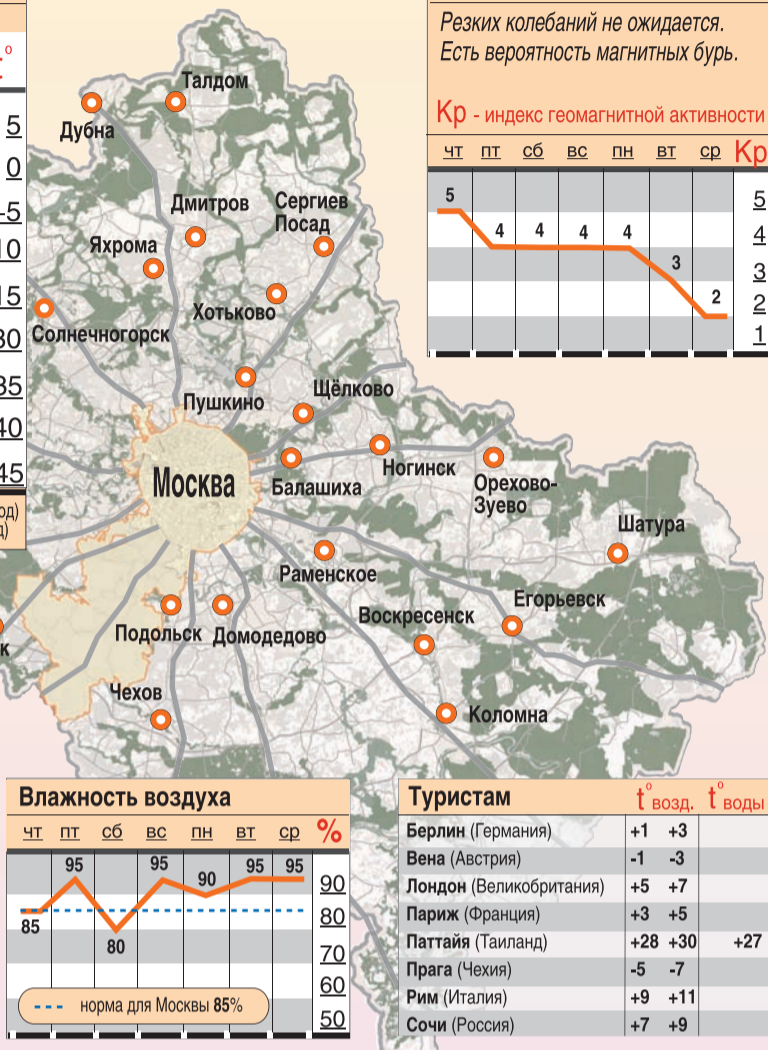 Резких колебаний не ожидается.
Есть вероятность магнитных бурь.
Кр - индекс геомагнитной активности
чт пт сб вс пн вт ср Кр
5 4 4 4 4 3 2
5
4
3
2
1
5
0
-5
10
15
30
35
40
45
Талдом
Дубна
Дмитров
Сергиев
Посад
Яхрома
Хотьково
Солнечногорск
Пушкино
Щёлково
Москва
Балашиха
Ногинск
Орехово-
Зуево
Шатура
Раменское
Егорьевск
Воскресенск
Подольск
Домодедово
Чехов
Коломна
Влажность воздуха
чт пт сб вс пн вт ср %
85 95 80 95 90 95 95
90
80
70
60
50
норма для Москвы 85%
Туристам t° возд. t° воды
Берлин (Германия) +1 +3
Вена (Австрия) -1 -3
Лондон (Великобритания) +5 +7
Париж (Франция) +3 +5
Паттайя (Таиланд) +28 +30 +27
Прага (Чехия) -5 -7
Рим (Италия) +9 +11
Сочи (Россия) +7 +9